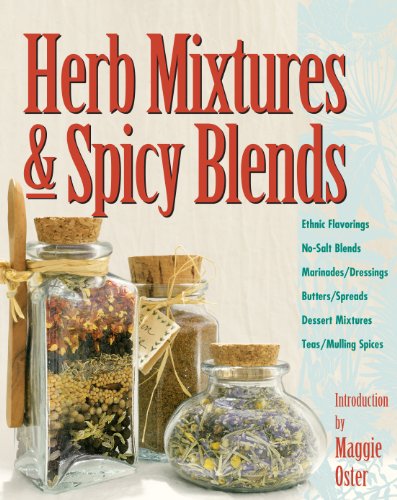 Herb Mixtures
& Spicy Blends
Ethnic Flavorings
No-Salt Blends
Marinades/Dressings
Butters/Spreads
Dessert Mixtures
Teas/Mulling Spices
Introduction
by
Maggie
Oster